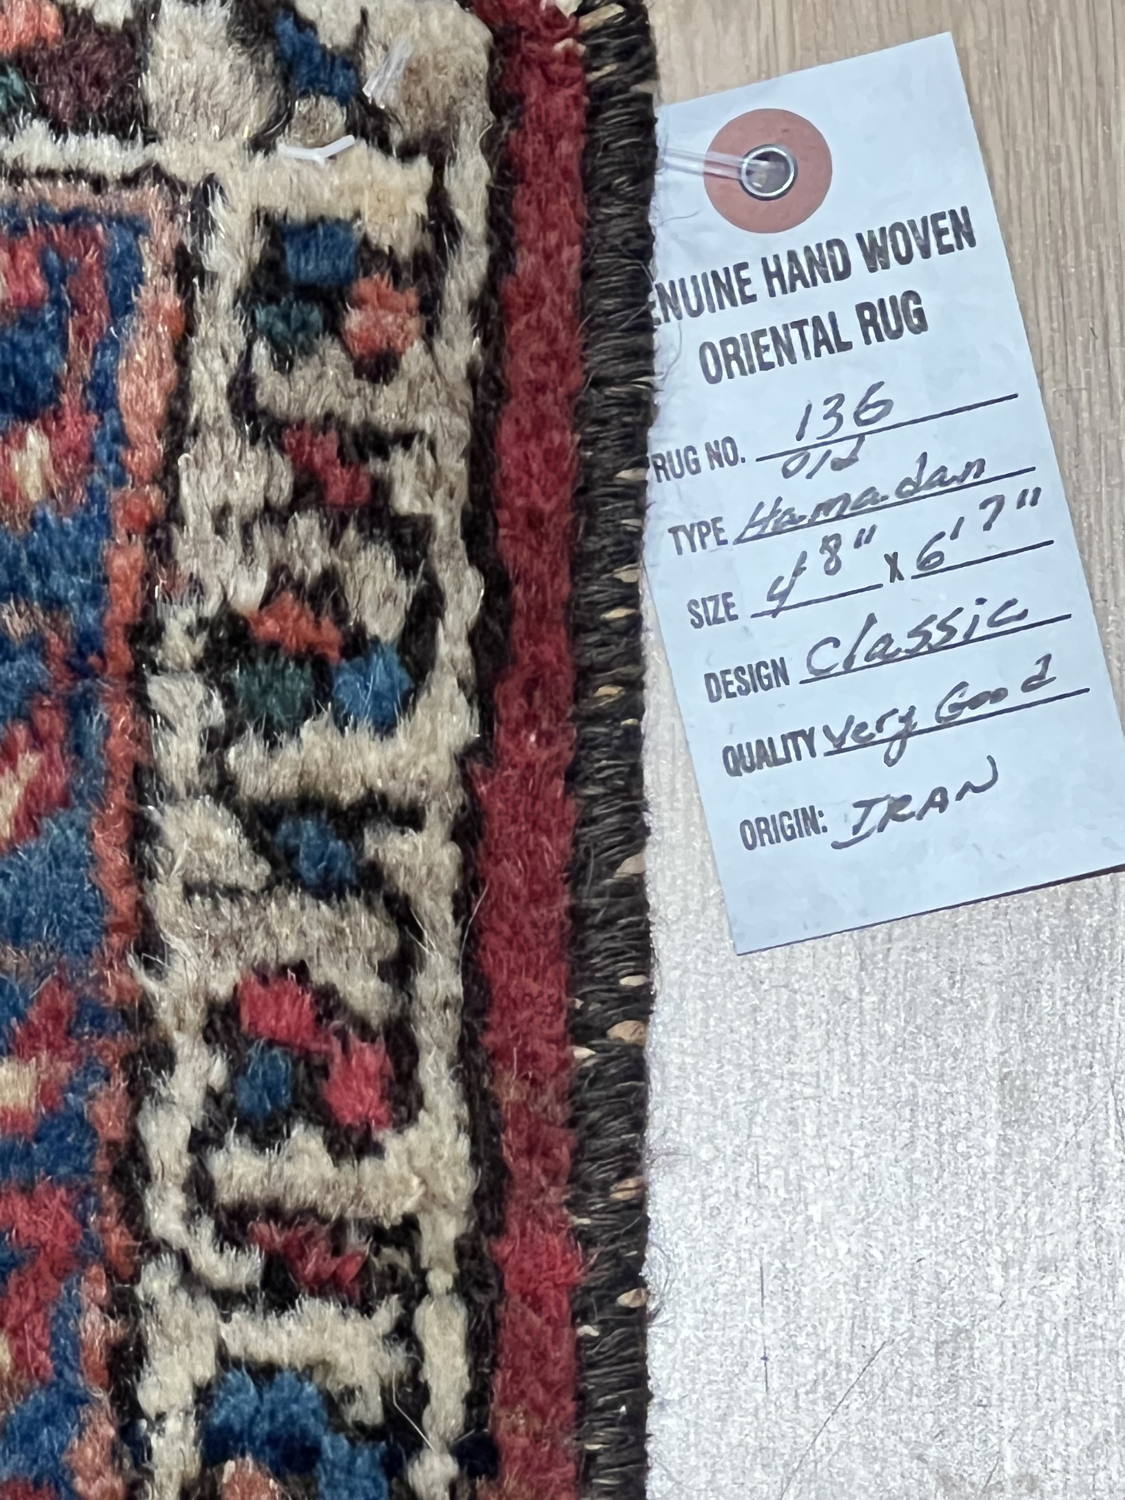 ENUINE HAND WOVEN
ORIENTAL RUG
RUG NO. 136
old
TYPE Hamadan
SIZE 4' 8" x 6' 7"
DESIGN Classic
QUALITY Very Good
ORIGIN: IRAN